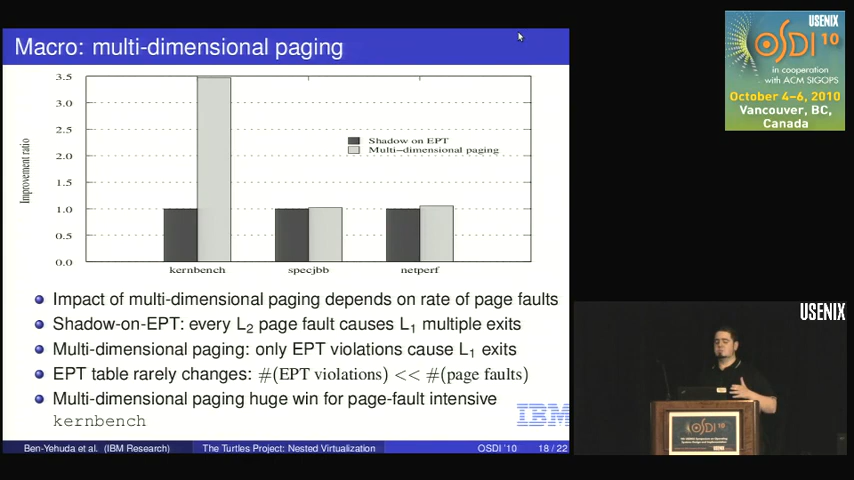 Macro: multi-dimensional paging
3.5
3.0
2.5
2.0
1.5
1.0
0.5
0.0
Improvement ratio
Shadow on EPT
Multi−dimensional paging
kernbench
specjbb
netperf
Impact of multi-dimensional paging depends on rate of page faults
Shadow-on-EPT: every L2 page fault causes L1 multiple exits
Multi-dimensional paging: only EPT violations cause L1 exits
EPT table rarely changes: #(EPT violations) << #(page faults)
Multi-dimensional paging huge win for page-fault intensive
kernbench
IBM
Ben-Yehuda et al. (IBM Research)
The Turtles Project: Nested Virtualization
OSDI '10
18 / 22
USENIX
OSDI 10
in cooperation
with ACM SIGOPS
October 4–6, 2010
Vancouver, BC,
Canada
USENIX